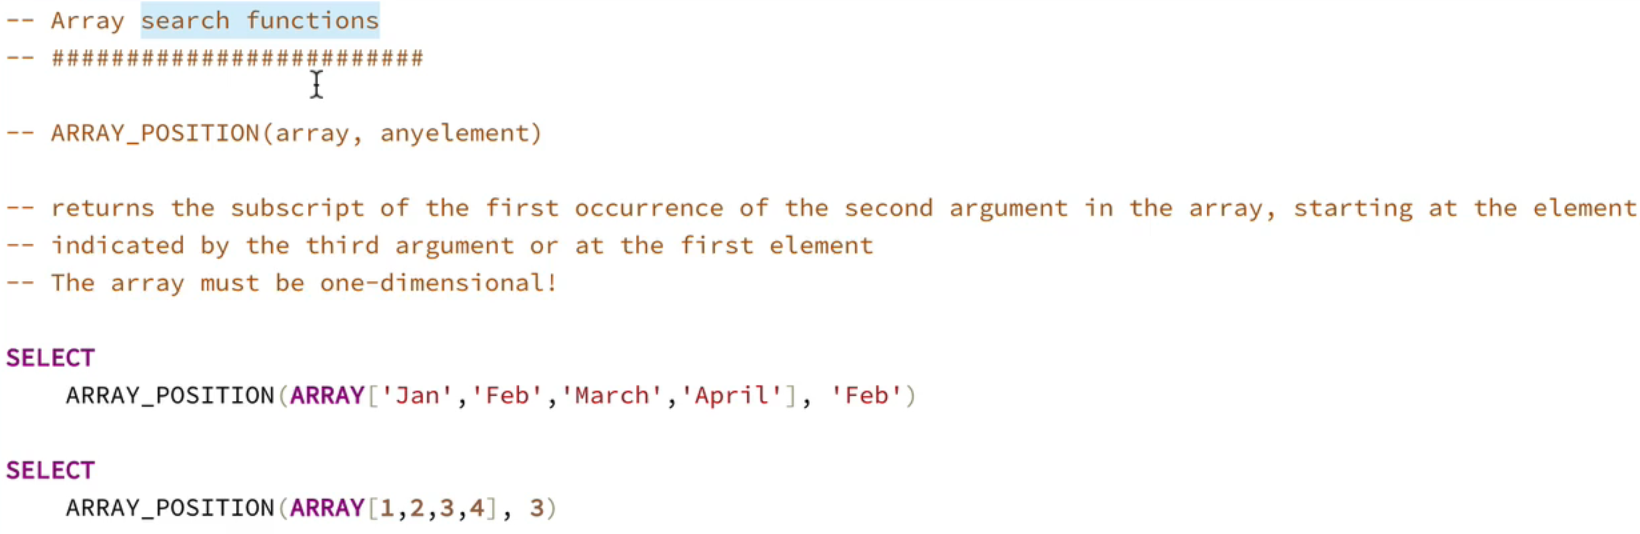 -- Array search functions
-- #########################
-- ARRAY_POSITION(array, anyelement)
-- returns the subscript of the first occurrence of the second argument in the array, starting at the element
-- indicated by the third argument or at the first element
-- The array must be one-dimensional!
SELECT
ARRAY_POSITION(ARRAY['Jan','Feb','March','April'], 'Feb')
SELECT
ARRAY_POSITION(ARRAY[1,2,3,4], 3)